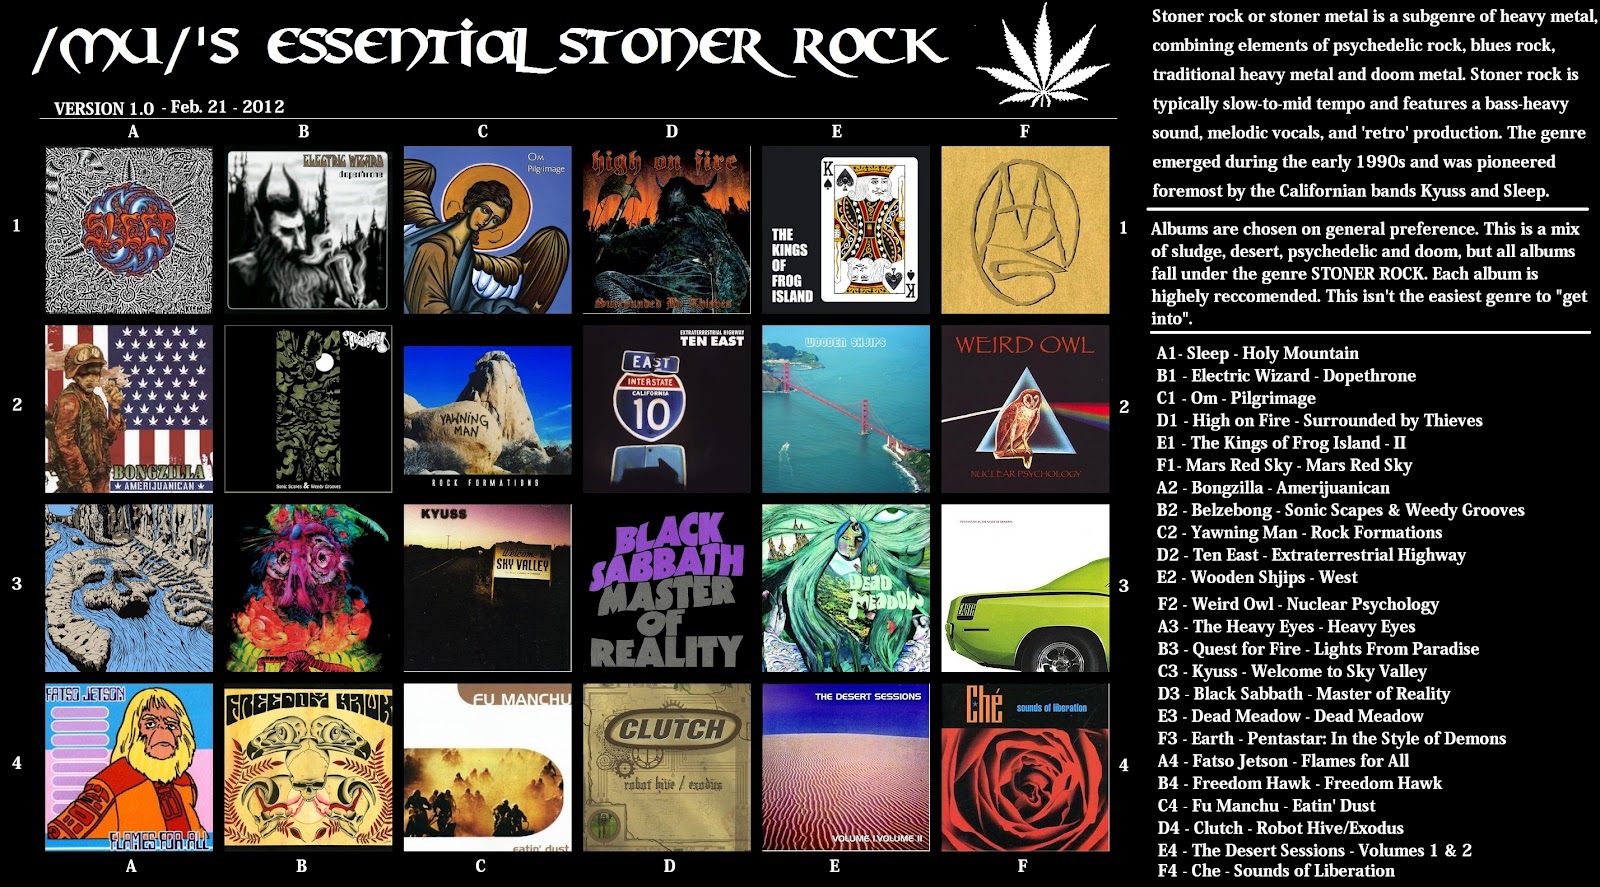 /MU/'S ESSENTIAL STONER ROCK
VERSION 1.0 - Feb. 21 - 2012
A B C D E F
1
SLEEP
ELECTRIC WIZARD
dopethrone
Om
Pilgrimage
high on fire
Surrounded By Thieves
K
THE
KINGS
OF
FROG
ISLAND
K
1
2
BONGZILLA
AMERIJUANICAN
Sonic Scapes & Weedy Grooves
YAWNING
MAN
ROCK FORMATIONS
EXTRATERRESTRIAL HIGHWAY
TEN EAST
EAST
INTERSTATE
CALIFORNIA
10
WOODEN SHJIPS
WEIRD OWL
NUCLEAR PSYCHOLOGY
2
3
KYUSS
Welcome to
SKY VALLEY
BLACK
SABBATH
MASTER
OF
REALITY
DEAD
MEADOW
3
4
FATSO JETSON
FLAMES FOR ALL
FREEDOM HAWK
FU MANCHU
eatin' dust
CLUTCH
robot hive / exodus
THE DESERT SESSIONS
VOLUME I.VOLUME II
Ché
sounds of liberation
4
A B C D E F
Stoner rock or stoner metal is a subgenre of heavy metal,
combining elements of psychedelic rock, blues rock,
traditional heavy metal and doom metal. Stoner rock is
typically slow-to-mid tempo and features a bass-heavy
sound, melodic vocals, and 'retro' production. The genre
emerged during the early 1990s and was pioneered
foremost by the Californian bands Kyuss and Sleep.
Albums are chosen on general preference. This is a mix
of sludge, desert, psychedelic and doom, but all albums
fall under the genre STONER ROCK. Each album is
highely reccomended. This isn't the easiest genre to "get
into".
A1- Sleep - Holy Mountain
B1 - Electric Wizard - Dopethrone
C1 - Om - Pilgrimage
D1 - High on Fire - Surrounded by Thieves
E1 - The Kings of Frog Island - II
F1- Mars Red Sky - Mars Red Sky
A2 - Bongzilla - Amerijuanican
B2 - Belzebong - Sonic Scapes & Weedy Grooves
C2 - Yawning Man - Rock Formations
D2 - Ten East - Extraterrestrial Highway
E2 - Wooden Shjips - West
F2 - Weird Owl - Nuclear Psychology
A3 - The Heavy Eyes - Heavy Eyes
B3 - Quest for Fire - Lights From Paradise
C3 - Kyuss - Welcome to Sky Valley
D3 - Black Sabbath - Master of Reality
E3 - Dead Meadow - Dead Meadow
F3 - Earth - Pentastar: In the Style of Demons
A4 - Fatso Jetson - Flames for All
B4 - Freedom Hawk - Freedom Hawk
C4 - Fu Manchu - Eatin' Dust
D4 - Clutch - Robot Hive/Exodus
E4 - The Desert Sessions - Volumes 1 & 2
F4 - Che - Sounds of Liberation